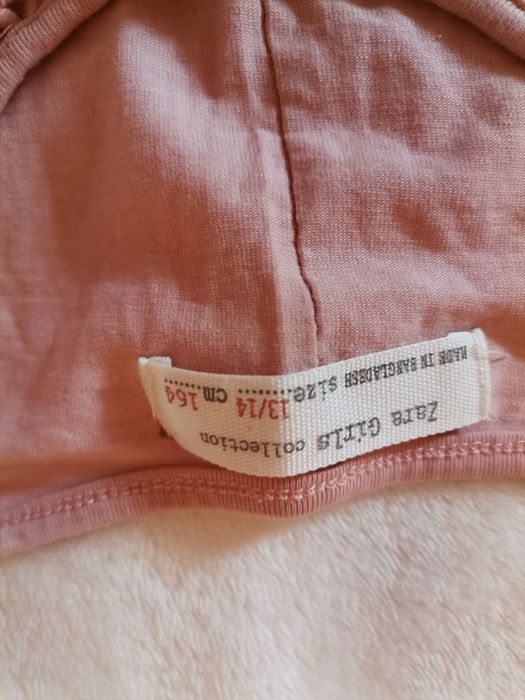 Zara Girls collection
size... 13/14 ...... cm 164
MADE IN BANGLADESH